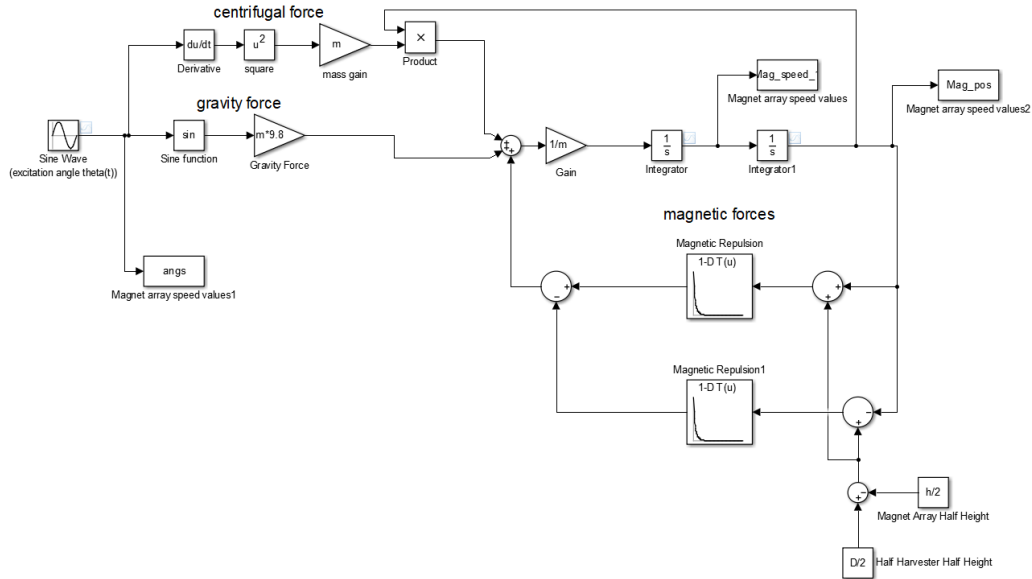 centrifugal force
du/dt
Derivative
u²
square
m
mass gain
×
Product
gravity force
Sine Wave
(excitation angle theta(t))
sin
Sine function
m*9.8
Gravity Force
angs
Magnet array speed values1
+
+
+
1/m
Gain
1
s
Integrator
1
s
Integrator1
Mag_speed_
Magnet array speed values
Mag_pos
Magnet array speed values2
magnetic forces
Magnetic Repulsion
1-D T(u)
+
−
+
+
Magnetic Repulsion1
1-D T(u)
−
+
−
+
h/2
Magnet Array Half Height
D/2
Half Harvester Half Height